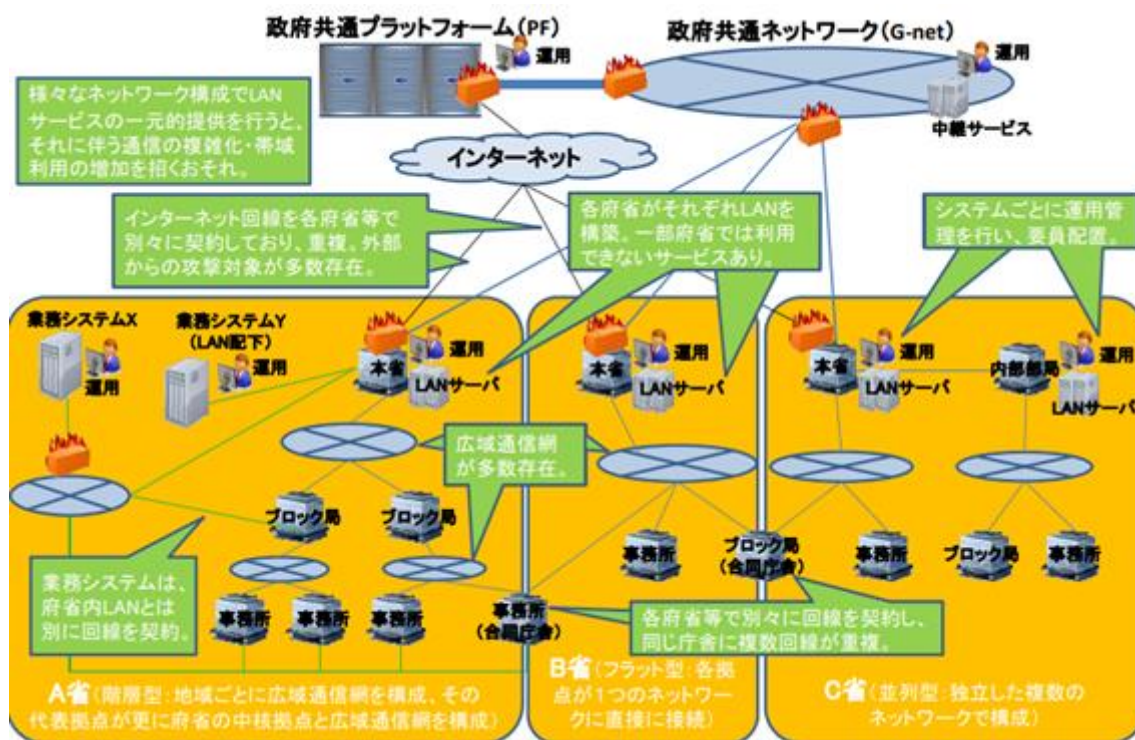 政府共通プラットフォーム(PF)
政府共通ネットワーク(G-net)
運用
運用
中継サービス
様々なネットワーク構成でLAN
サービスの一元的提供を行うと、
それに伴う通信の複雑化・帯域
利用の増加を招くおそれ。
インターネット
インターネット回線を各府省等で
別々に契約しており、重複。外部
からの攻撃対象が多数存在。
各府省がそれぞれLANを
構築。一部府省では利用
できないサービスあり。
システムごとに運用管
理を行い、要員配置。
業務システムX
運用
業務システムY
(LAN配下)
運用
本省
運用
LANサーバ
本省
運用
LANサーバ
本省
運用
LANサーバ
内部部局
運用
LANサーバ
広域通信網
が多数存在。
ブロック局
ブロック局
事務所
ブロック局
(合同庁舎)
事務所
ブロック局
事務所
業務システムは、
府省内LANとは
別に回線を契約。
事務所
事務所
事務所
事務所
(合同庁舎)
各府省等で別々に回線を契約し、
同じ庁舎に複数回線が重複。
A省(階層型:地域ごとに広域通信網を構成、その
代表拠点が更に府省の中核拠点と広域通信網を構成)
B省(フラット型:各拠
点が1つのネットワー
クに直接に接続)
C省(並列型:独立した複数の
ネットワークで構成)